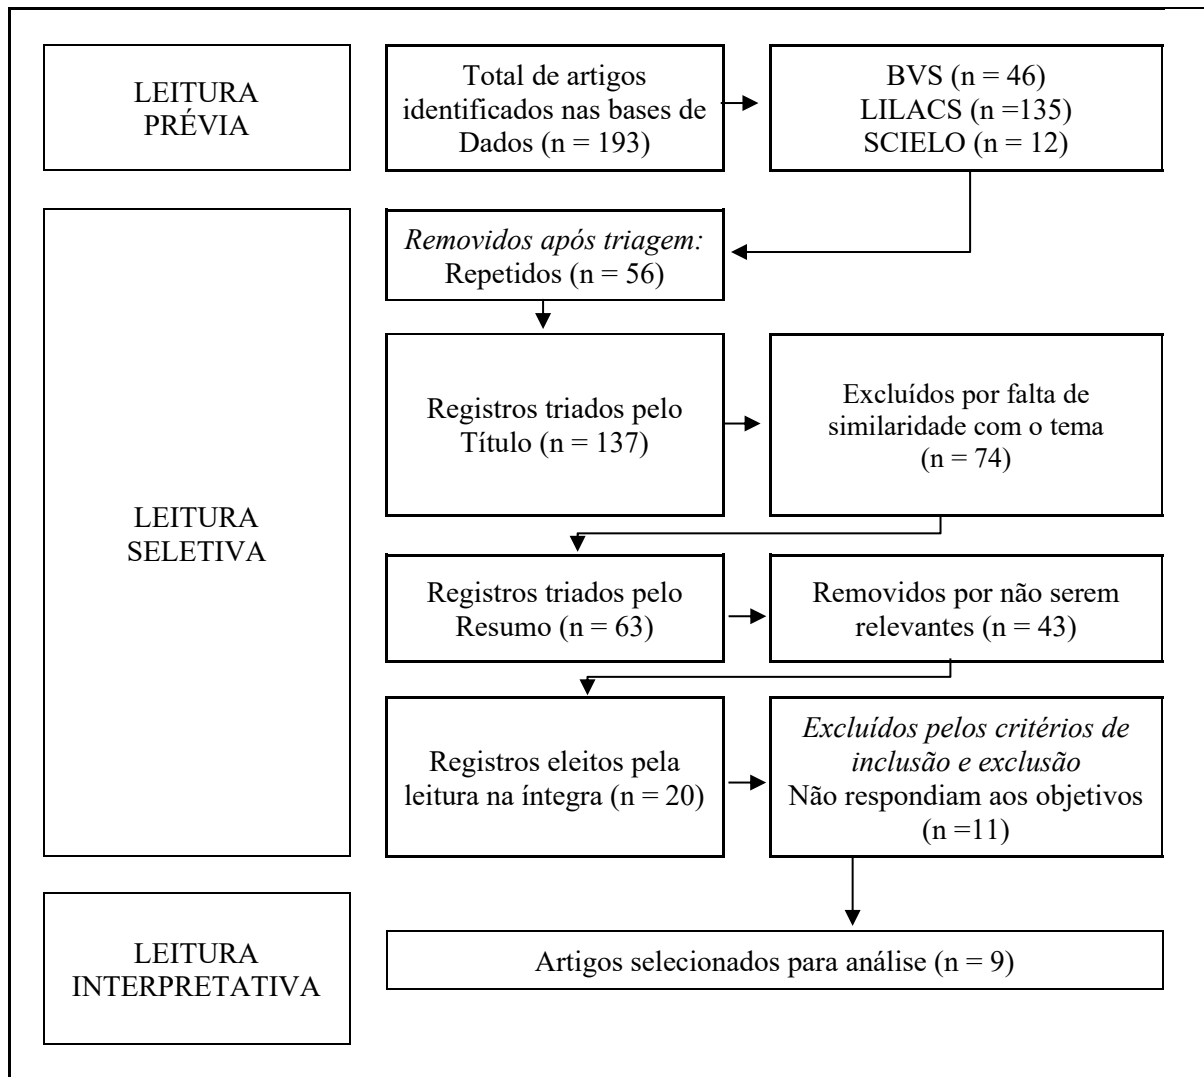 LEITURA
PRÉVIA
Total de artigos
identificados nas bases de
Dados (n = 193)
BVS (n = 46)
LILACS (n =135)
SCIELO (n = 12)
LEITURA
SELETIVA
Removidos após triagem:
Repetidos (n = 56)
Registros triados pelo
Título (n = 137)
Excluídos por falta de
similaridade com o tema
(n = 74)
Registros triados pelo
Resumo (n = 63)
Removidos por não serem
relevantes (n = 43)
Registros eleitos pela
leitura na íntegra (n = 20)
Excluídos pelos critérios de
inclusão e exclusão
Não respondiam aos objetivos
(n =11)
LEITURA
INTERPRETATIVA
Artigos selecionados para análise (n = 9)